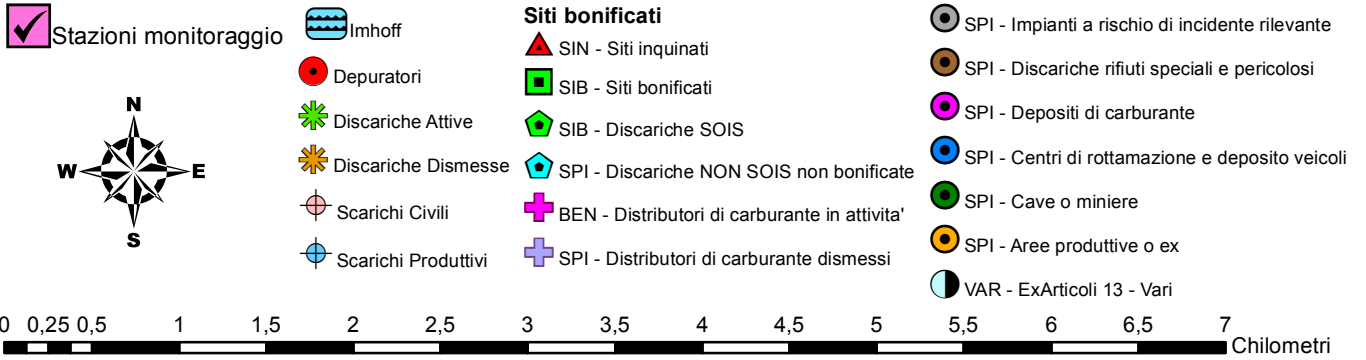 Stazioni monitoraggio
N
W E
S
Imhoff
Depuratori
Discariche Attive
Discariche Dismesse
Scarichi Civili
Scarichi Produttivi
Siti bonificati
SIN - Siti inquinati
SIB - Siti bonificati
SIB - Discariche SOIS
SPI - Discariche NON SOIS non bonificate
BEN - Distributori di carburante in attivita'
SPI - Distributori di carburante dismessi
SPI - Impianti a rischio di incidente rilevante
SPI - Discariche rifiuti speciali e pericolosi
SPI - Depositi di carburante
SPI - Centri di rottamazione e deposito veicoli
SPI - Cave o miniere
SPI - Aree produttive o ex
VAR - ExArticoli 13 - Vari
0 0,25 0,5 1 1,5 2 2,5 3 3,5 4 4,5 5 5,5 6 6,5 7
Chilometri